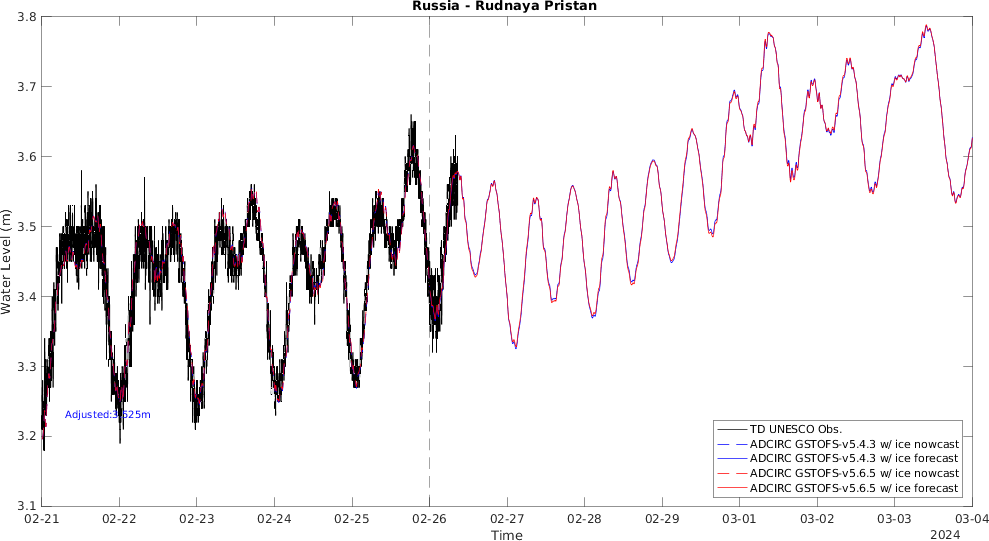 Russia - Rudnaya Pristan
3.8
3.7
3.6
3.5
3.4
3.3
3.2
3.1
Water Level (m)
Adjusted:3.525m
TD UNESCO Obs.
ADCIRC GSTOFS-v5.4.3 w/ ice nowcast
ADCIRC GSTOFS-v5.4.3 w/ ice forecast
ADCIRC GSTOFS-v5.6.5 w/ ice nowcast
ADCIRC GSTOFS-v5.6.5 w/ ice forecast
02-21 02-22 02-23 02-24 02-25 02-26 02-27 02-28 02-29 03-01 03-02 03-03 03-04
Time
2024